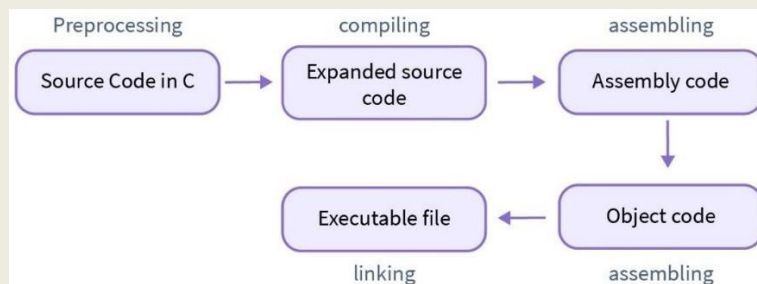 Preprocessing
compiling
assembling
Source Code in C
Expanded source
code
Assembly code
Executable file
Object code
linking
assembling